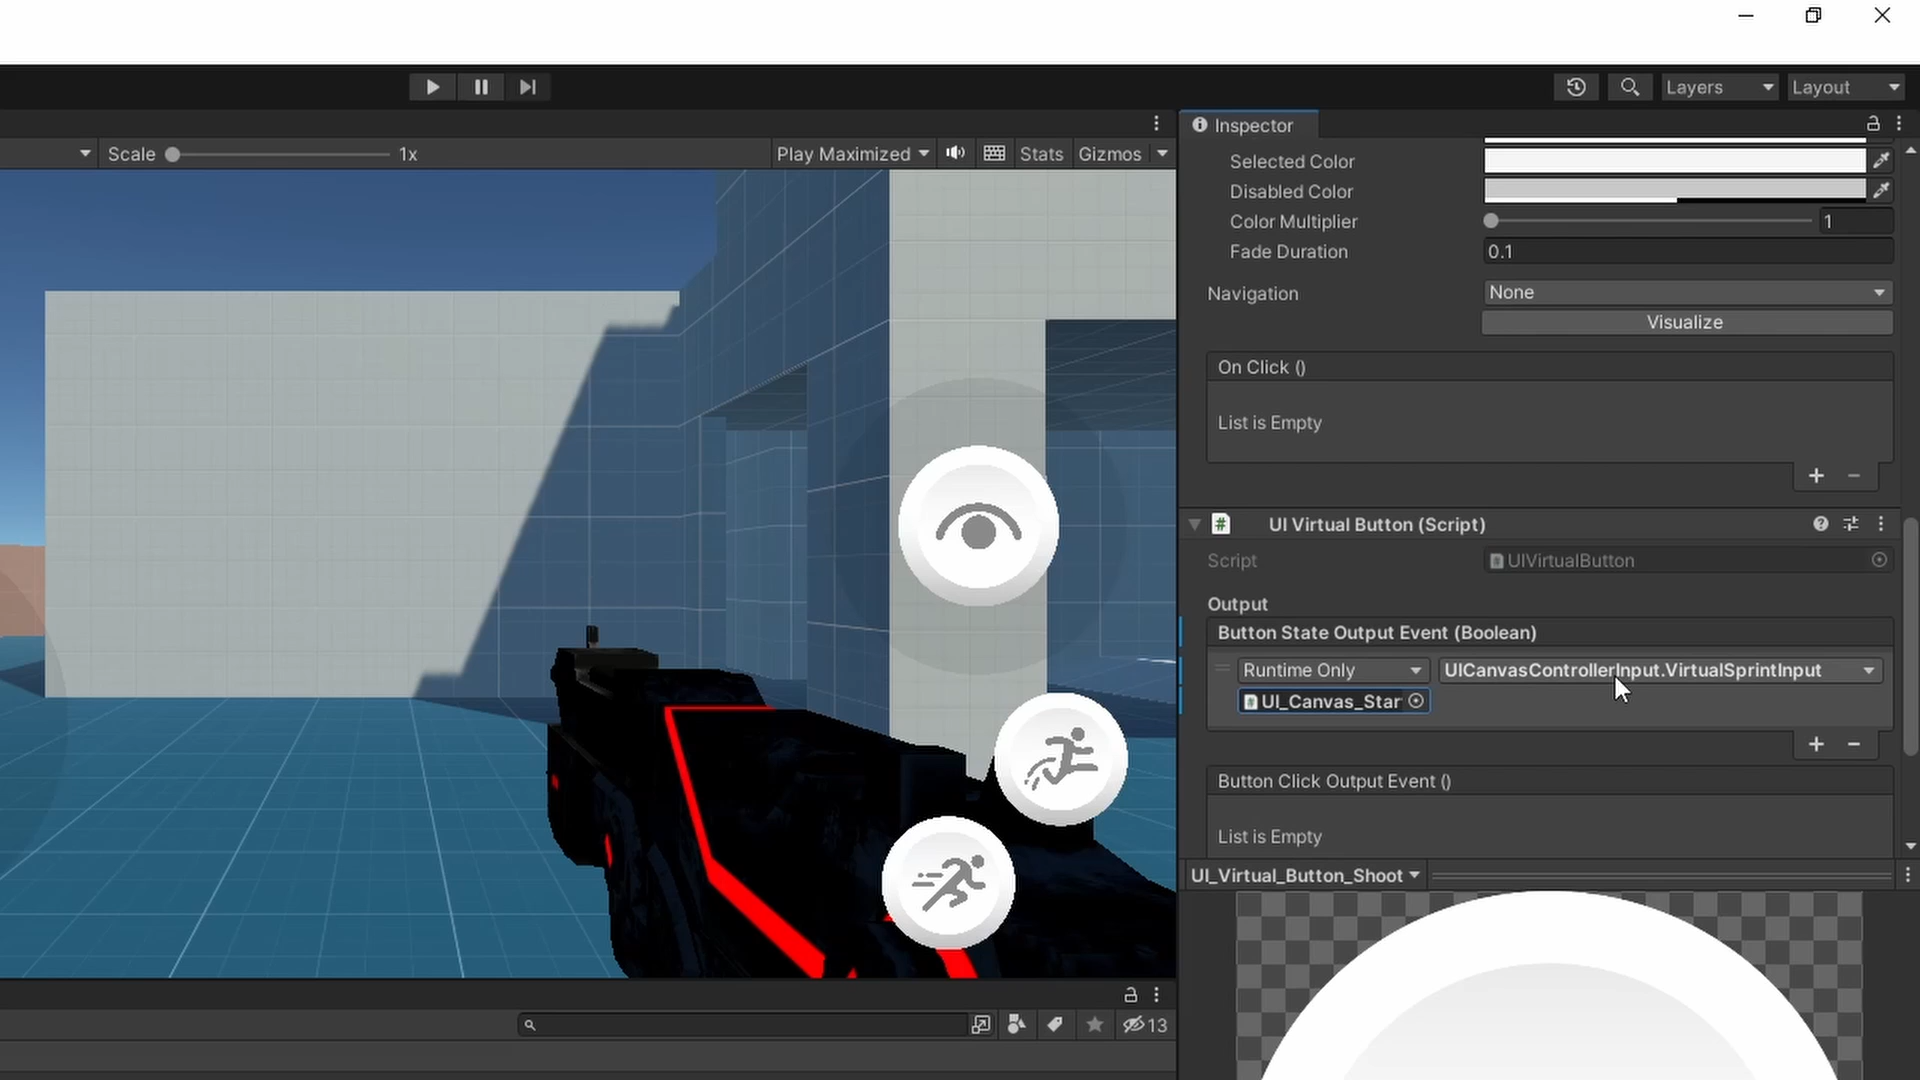 Layers
Layout
Inspector
Scale
1x
Play Maximized
Stats
Gizmos
Selected Color
Disabled Color
Color Multiplier
1
Fade Duration
0.1
Navigation
None
Visualize
On Click ()
List is Empty
UI Virtual Button (Script)
Script
UIVirtualButton
Output
Button State Output Event (Boolean)
Runtime Only
UICanvasControllerInput.VirtualSprintInput
UI_Canvas_Star
Button Click Output Event ()
List is Empty
UI_Virtual_Button_Shoot
13